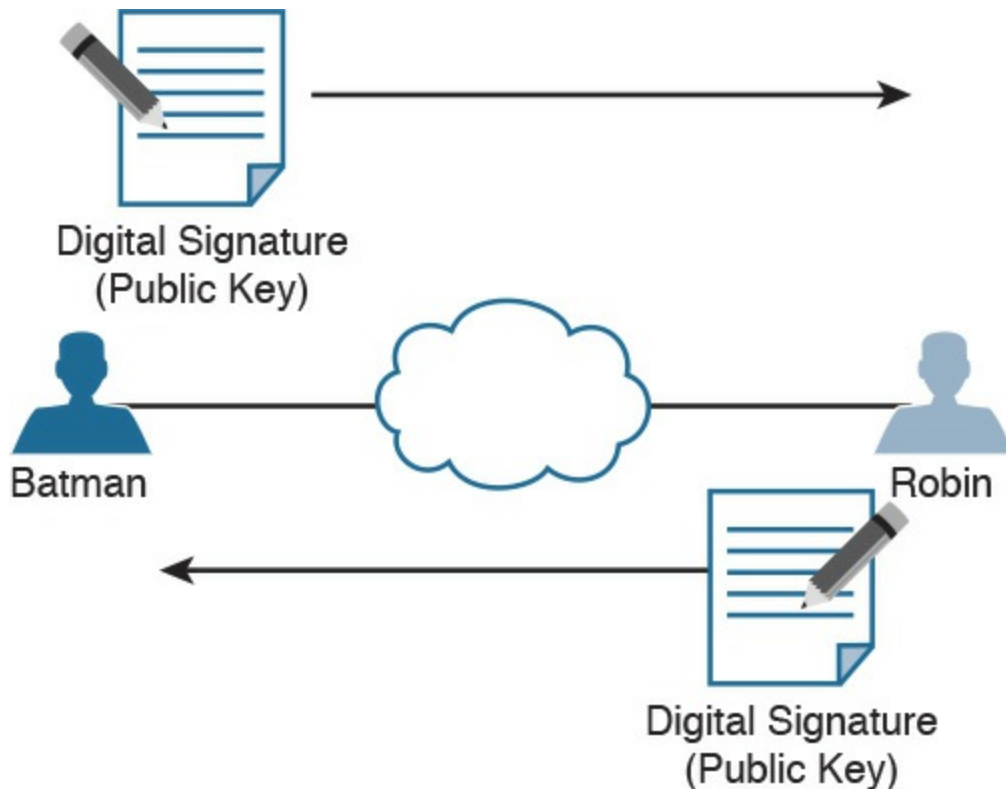 Digital Signature
(Public Key)
Batman
Robin
Digital Signature
(Public Key)